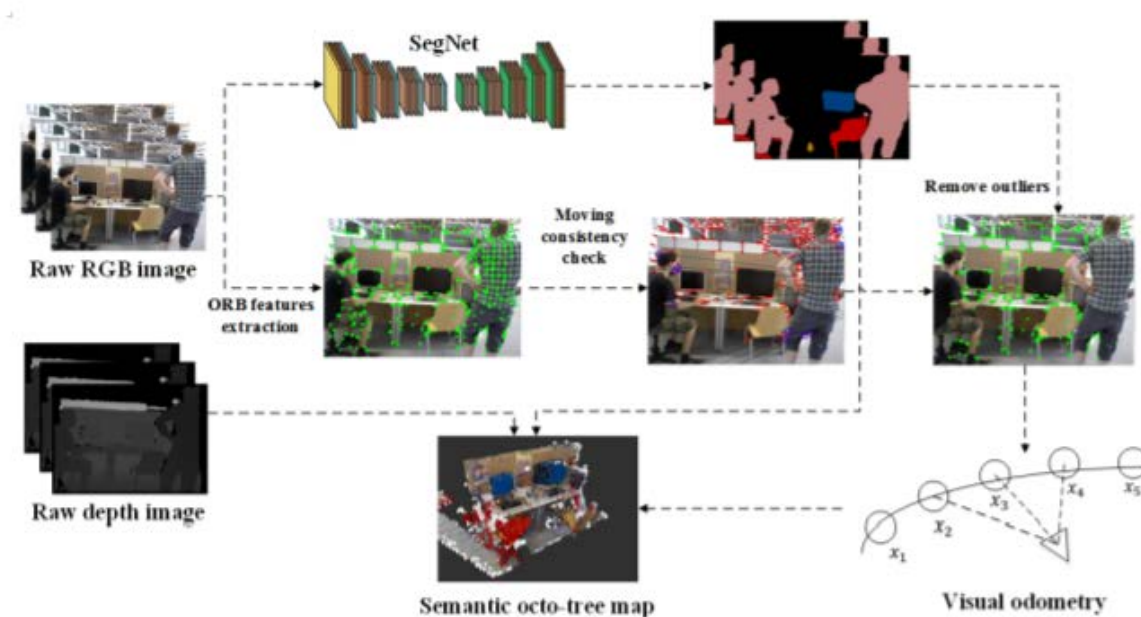 SegNet
Remove outliers
Moving
consistency
check
Raw RGB image
ORB features
extraction
Raw depth image
x₁
x₂
x₃
x₄
x₅
Semantic octo-tree map
Visual odometry